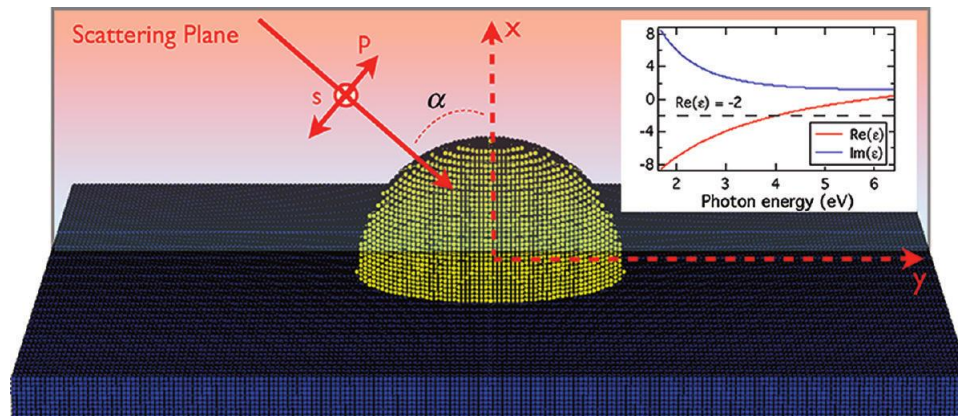 Scattering Plane
P
s
α
x
y
8
4
0
-4
-8
Re(ε) = -2
Re(ε)
Im(ε)
2 3 4 5 6
Photon energy (eV)